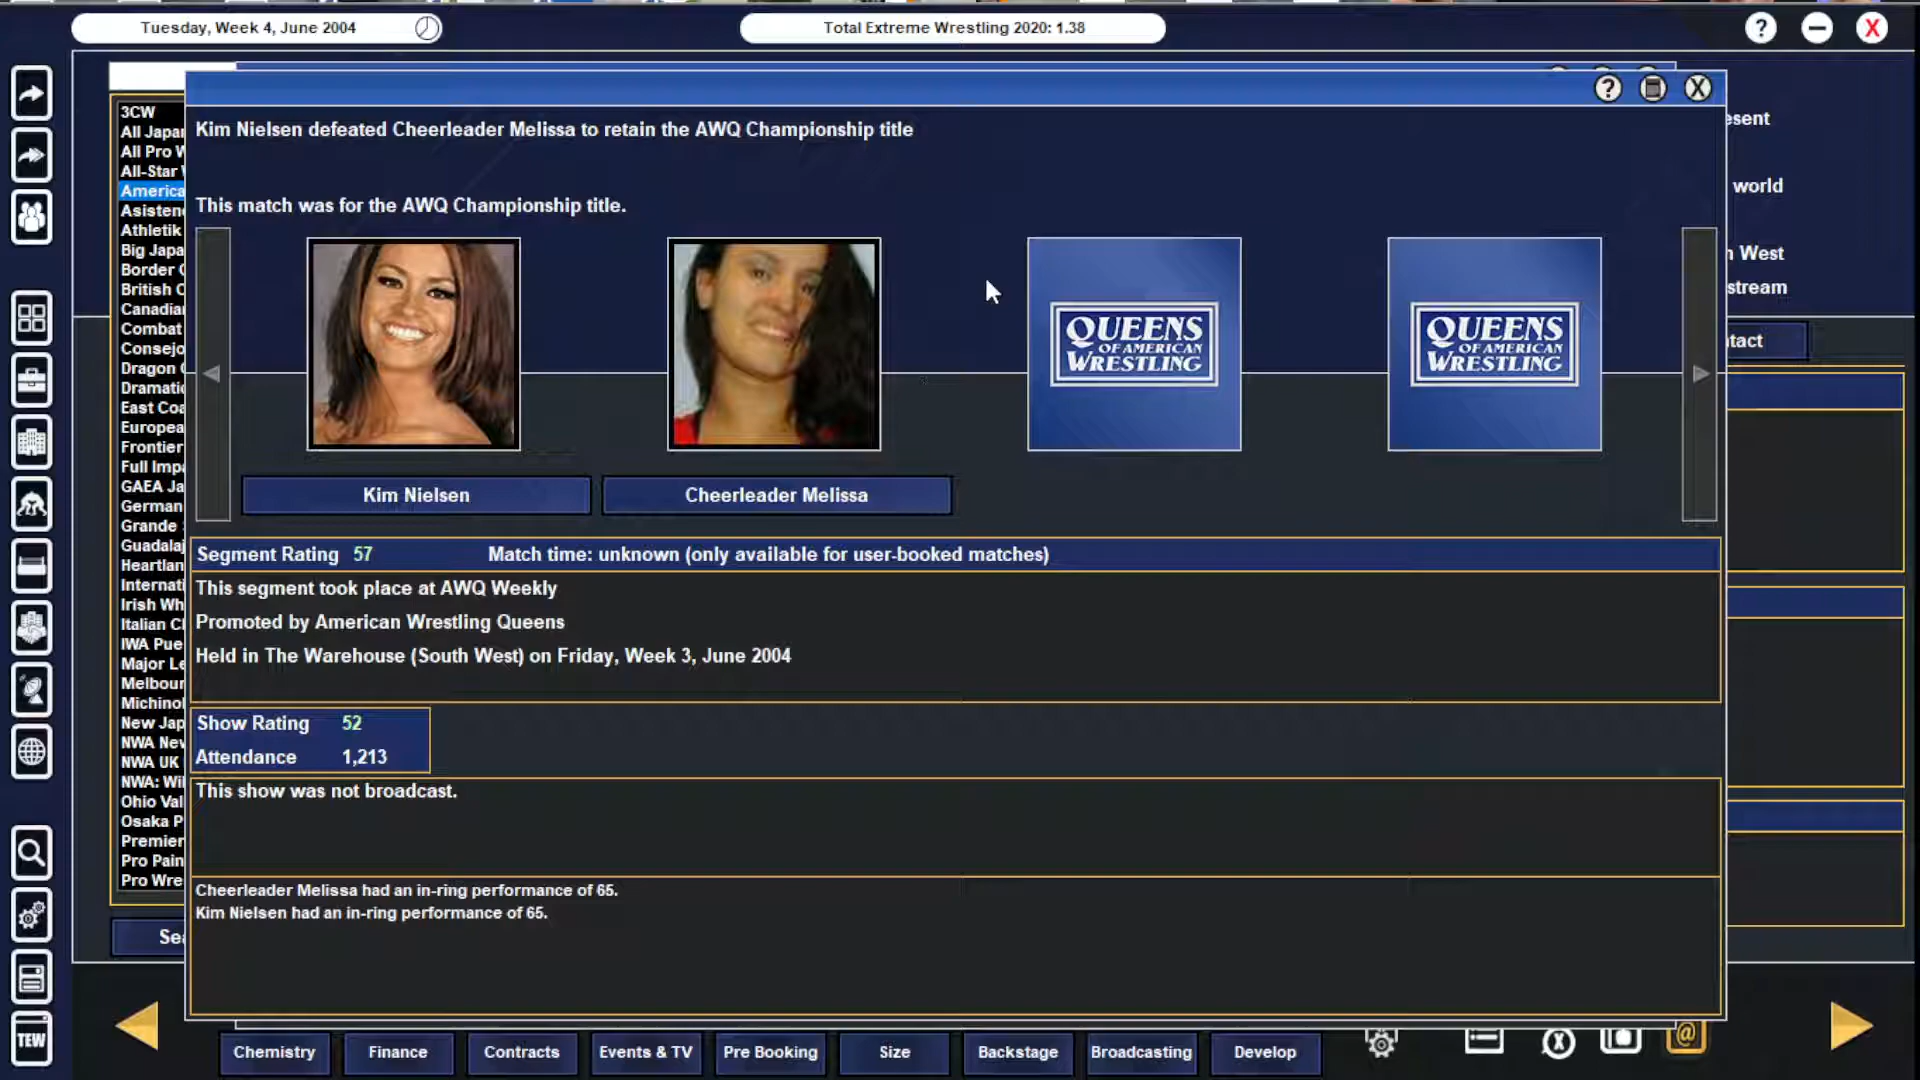 Tuesday, Week 4, June 2004
Total Extreme Wrestling 2020: 1.38
?
X
3CW
All Japan
All Pro W
All-Star
America
Asistenc
Athletik
Big Japa
Border C
British C
Canadian
Combat
Consejo
Dragon
Dramatic
East Coa
Europea
Frontier
Full Impa
GAEA Ja
German
Grande
Guadalaj
Heartlan
Internati
Irish Wh
Italian C
IWA Pue
Major Le
Melbour
Michinol
New Jap
NWA Nev
NWA UK
NWA: Wil
Ohio Val
Osaka P
Premier
Pro Pain
Pro Wre
Sea
? X
Kim Nielsen defeated Cheerleader Melissa to retain the AWQ Championship title
This match was for the AWQ Championship title.
QUEENS
OF AMERICAN
WRESTLING
QUEENS
OF AMERICAN
WRESTLING
Kim Nielsen
Cheerleader Melissa
Segment Rating 57
Match time: unknown (only available for user-booked matches)
This segment took place at AWQ Weekly
Promoted by American Wrestling Queens
Held in The Warehouse (South West) on Friday, Week 3, June 2004
Show Rating 52
Attendance 1,213
This show was not broadcast.
Cheerleader Melissa had an in-ring performance of 65.
Kim Nielsen had an in-ring performance of 65.
esent
world
West
stream
tact
TEW
Chemistry
Finance
Contracts
Events & TV
Pre Booking
Size
Backstage
Broadcasting
Develop
X
@